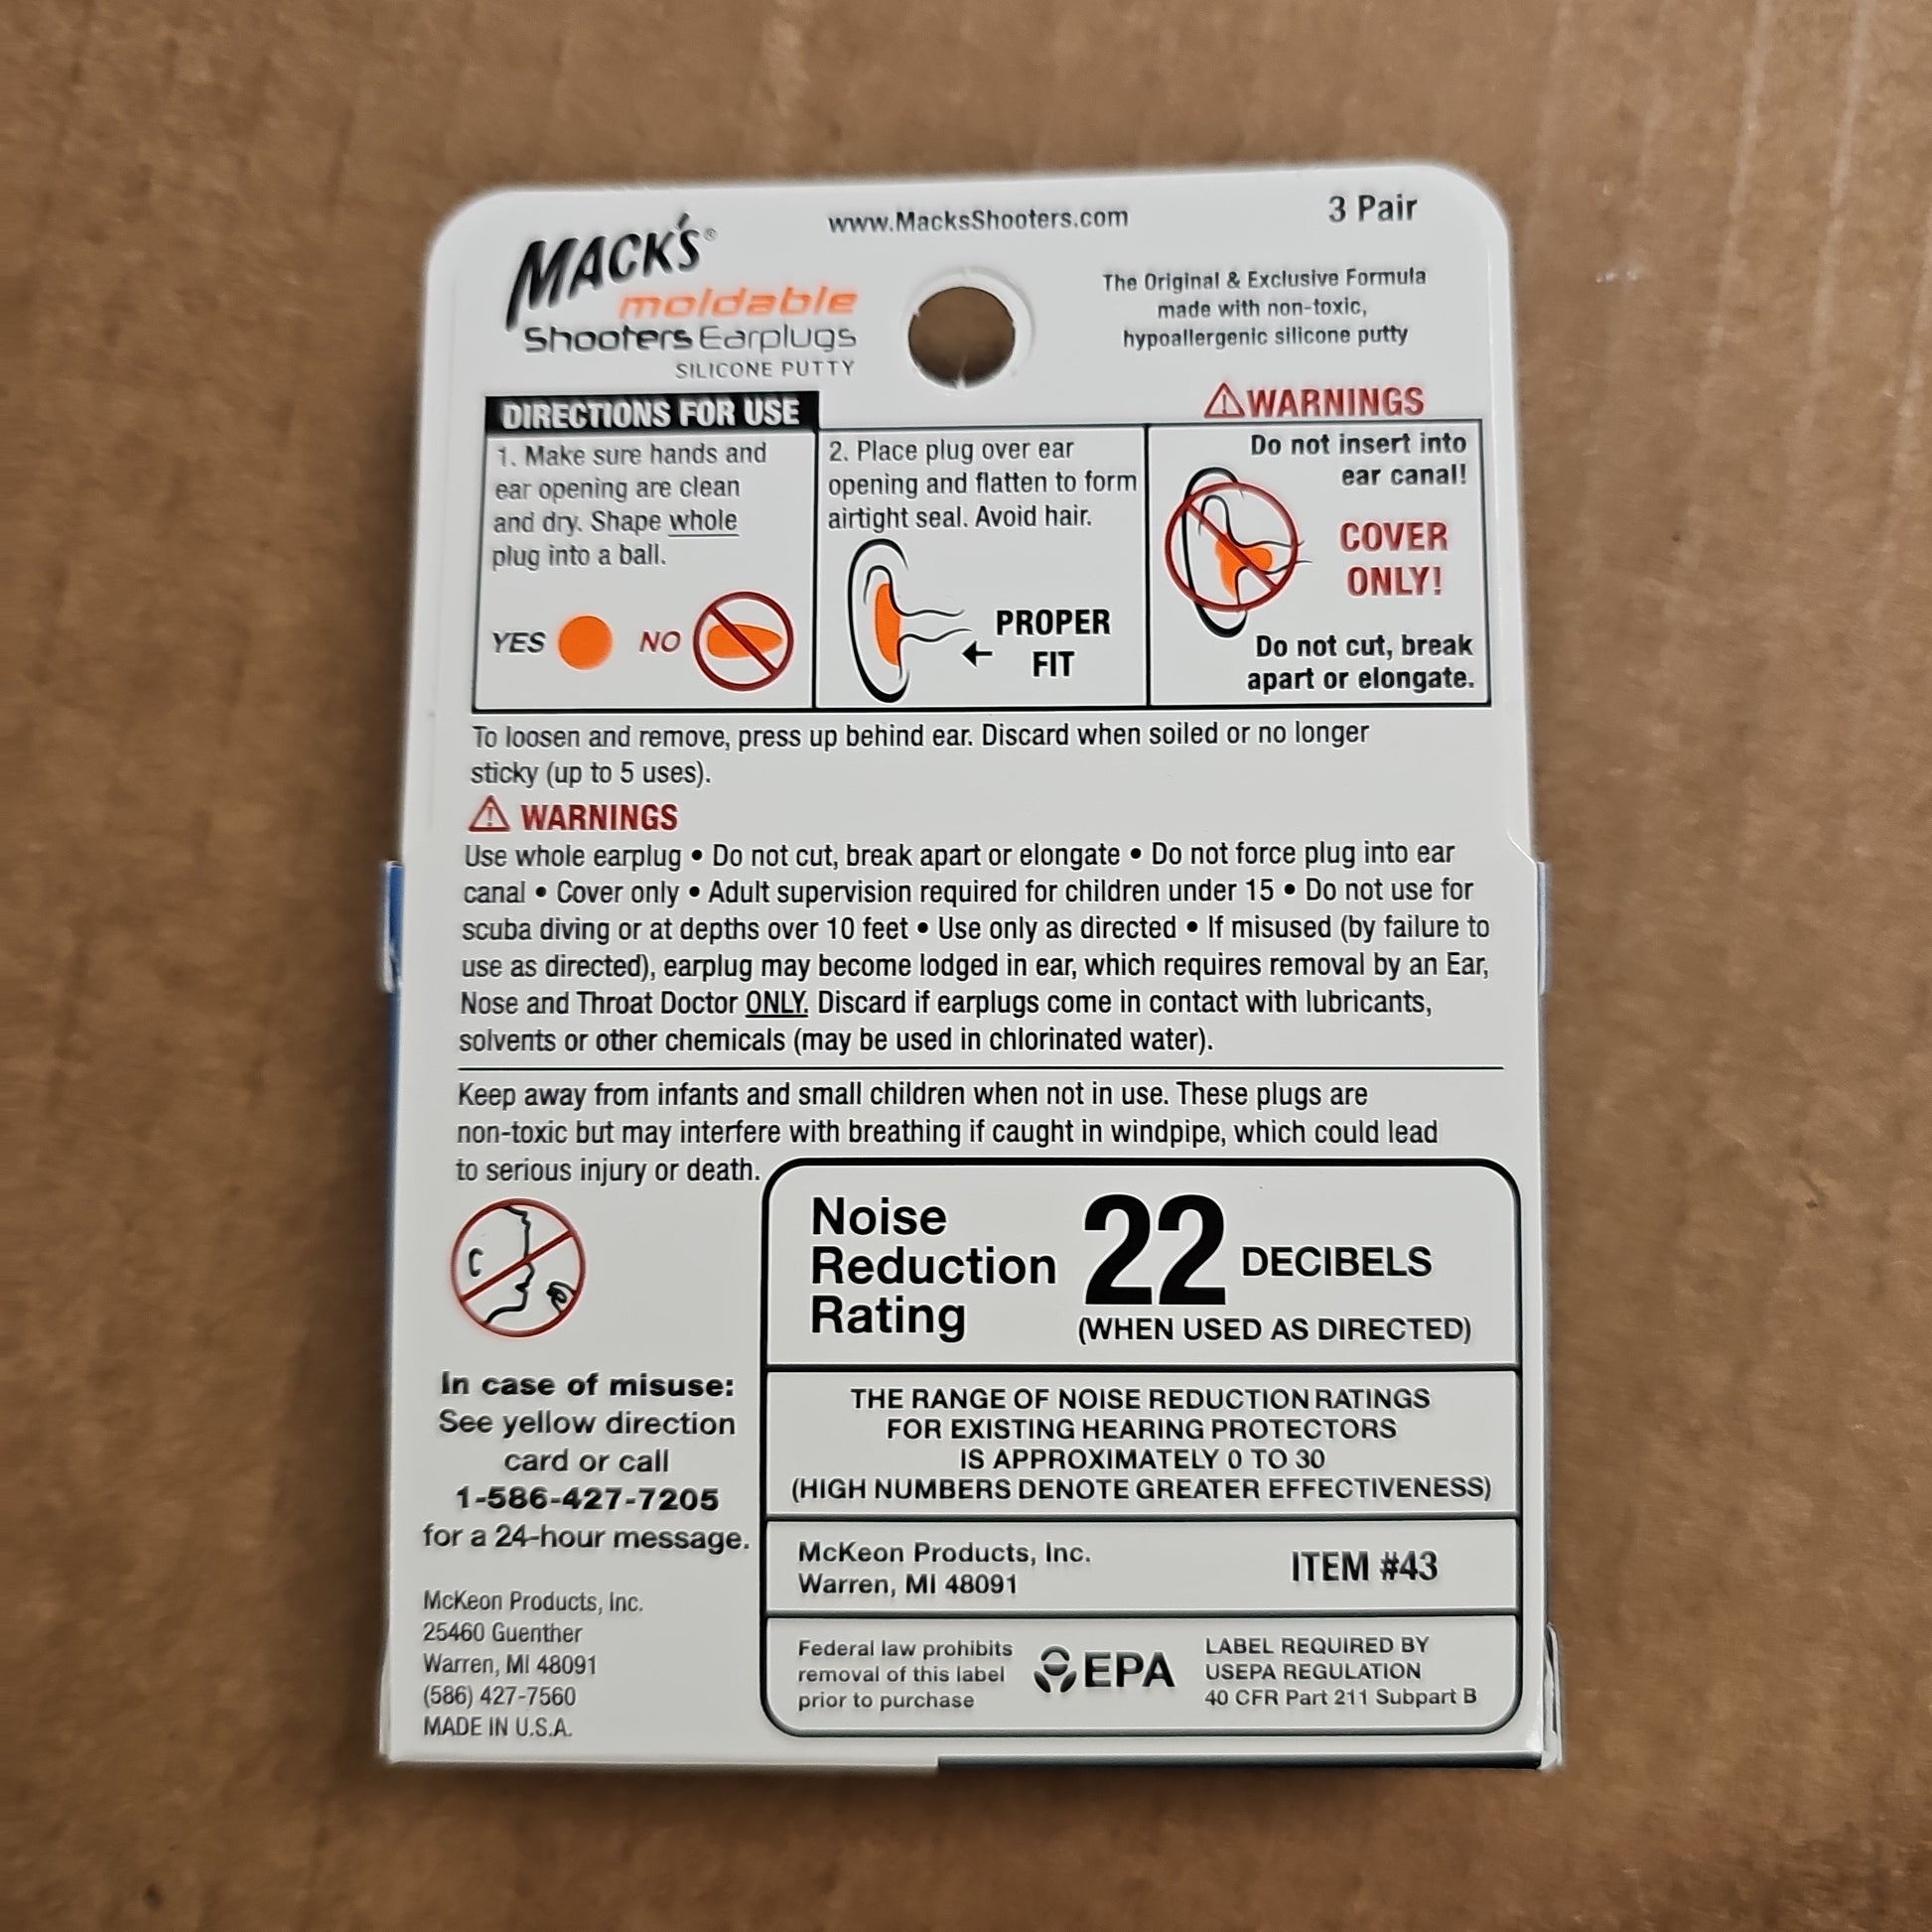 www.MacksShooters.com
3 Pair
MACK'S®
moldable
Shooters Earplugs
SILICONE PUTTY
The Original & Exclusive Formula
made with non-toxic,
hypoallergenic silicone putty
DIRECTIONS FOR USE
1. Make sure hands and
ear opening are clean
and dry. Shape whole
plug into a ball.
YES
NO
2. Place plug over ear
opening and flatten to form
airtight seal. Avoid hair.
PROPER
FIT
WARNINGS
Do not insert into
ear canal!
COVER
ONLY!
Do not cut, break
apart or elongate.
To loosen and remove, press up behind ear. Discard when soiled or no longer
sticky (up to 5 uses).
WARNINGS
Use whole earplug • Do not cut, break apart or elongate • Do not force plug into ear
canal • Cover only • Adult supervision required for children under 15 • Do not use for
scuba diving or at depths over 10 feet • Use only as directed • If misused (by failure to
use as directed), earplug may become lodged in ear, which requires removal by an Ear,
Nose and Throat Doctor ONLY. Discard if earplugs come in contact with lubricants,
solvents or other chemicals (may be used in chlorinated water).
Keep away from infants and small children when not in use. These plugs are
non-toxic but may interfere with breathing if caught in windpipe, which could lead
to serious injury or death.
In case of misuse:
See yellow direction
card or call
1-586-427-7205
for a 24-hour message.
McKeon Products, Inc.
25460 Guenther
Warren, MI 48091
(586) 427-7560
MADE IN U.S.A.
Noise
Reduction
Rating
22 DECIBELS
(WHEN USED AS DIRECTED)
THE RANGE OF NOISE REDUCTION RATINGS
FOR EXISTING HEARING PROTECTORS
IS APPROXIMATELY 0 TO 30
(HIGH NUMBERS DENOTE GREATER EFFECTIVENESS)
McKeon Products, Inc.
Warren, MI 48091
ITEM #43
Federal law prohibits
removal of this label
prior to purchase
EPA
LABEL REQUIRED BY
USEPA REGULATION
40 CFR Part 211 Subpart B